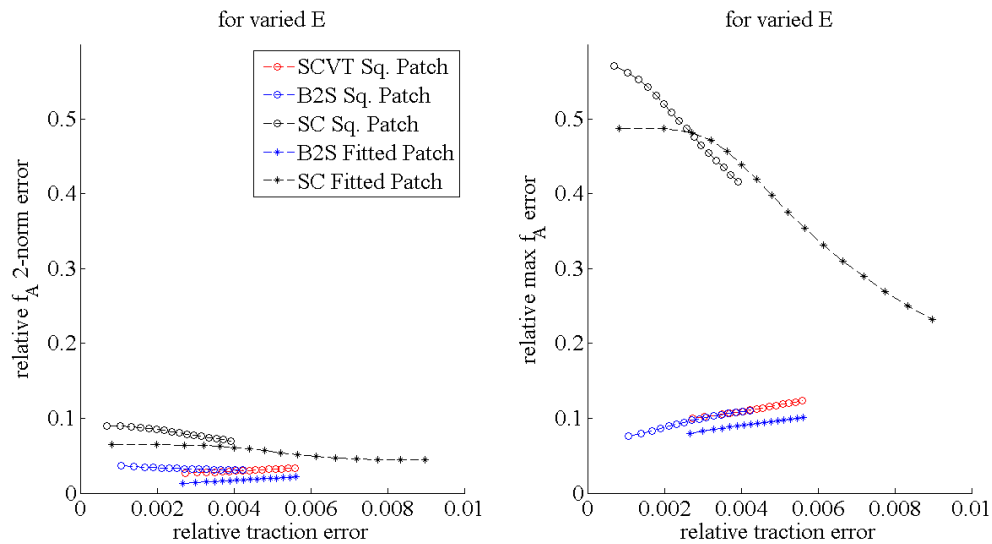 for varied E
relative f_A 2-norm error
0.5
0.4
0.3
0.2
0.1
0
0 0.002 0.004 0.006 0.008 0.01
relative traction error
SCVT Sq. Patch
B2S Sq. Patch
SC Sq. Patch
B2S Fitted Patch
SC Fitted Patch
for varied E
relative max f_A error
0.5
0.4
0.3
0.2
0.1
0
0 0.002 0.004 0.006 0.008 0.01
relative traction error